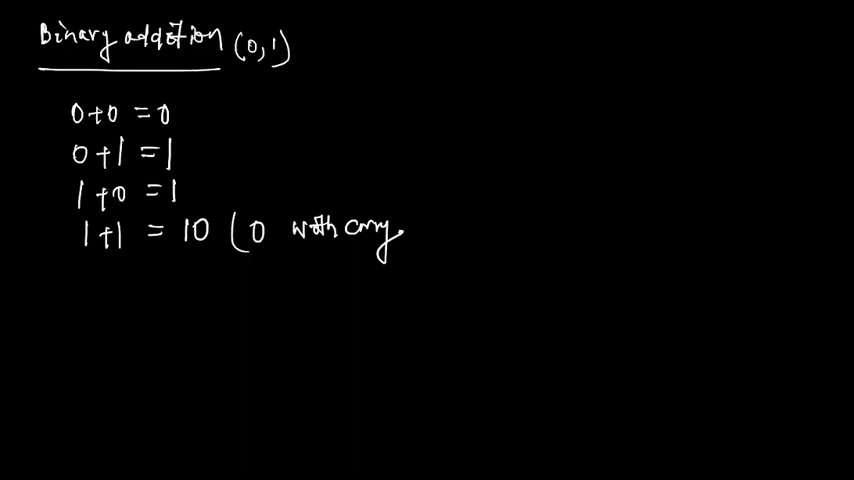 Binary addition (0,1)
0+0 = 0
0+1 = 1
1+0 = 1
1+1 = 10 (0 with carry